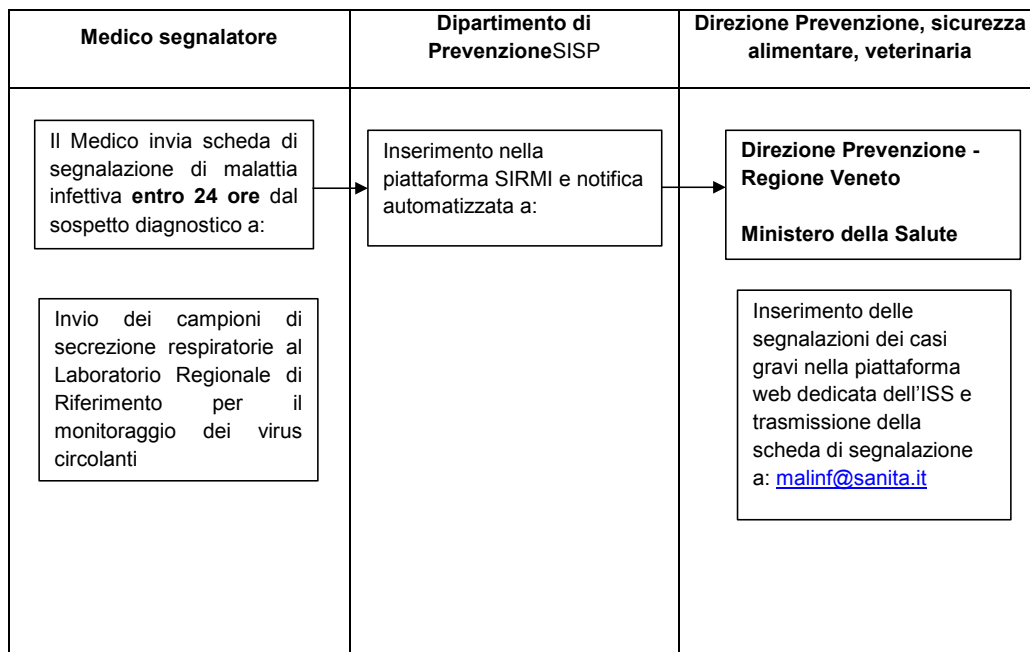 Medico segnalatore
Dipartimento di
PrevenzioneSISP
Direzione Prevenzione, sicurezza
alimentare, veterinaria
Il Medico invia scheda di
segnalazione di malattia
infettiva entro 24 ore dal
sospetto diagnostico a:
Inserimento nella
piattaforma SIRMI e notifica
automatizzata a:
Direzione Prevenzione -
Regione Veneto
Ministero della Salute
Invio dei campioni di
secrezione respiratorie al
Laboratorio Regionale di
Riferimento per il
monitoraggio dei virus
circolanti
Inserimento delle
segnalazioni dei casi
gravi nella piattaforma
web dedicata dell'ISS e
trasmissione della
scheda di segnalazione
a: malinf@sanita.it